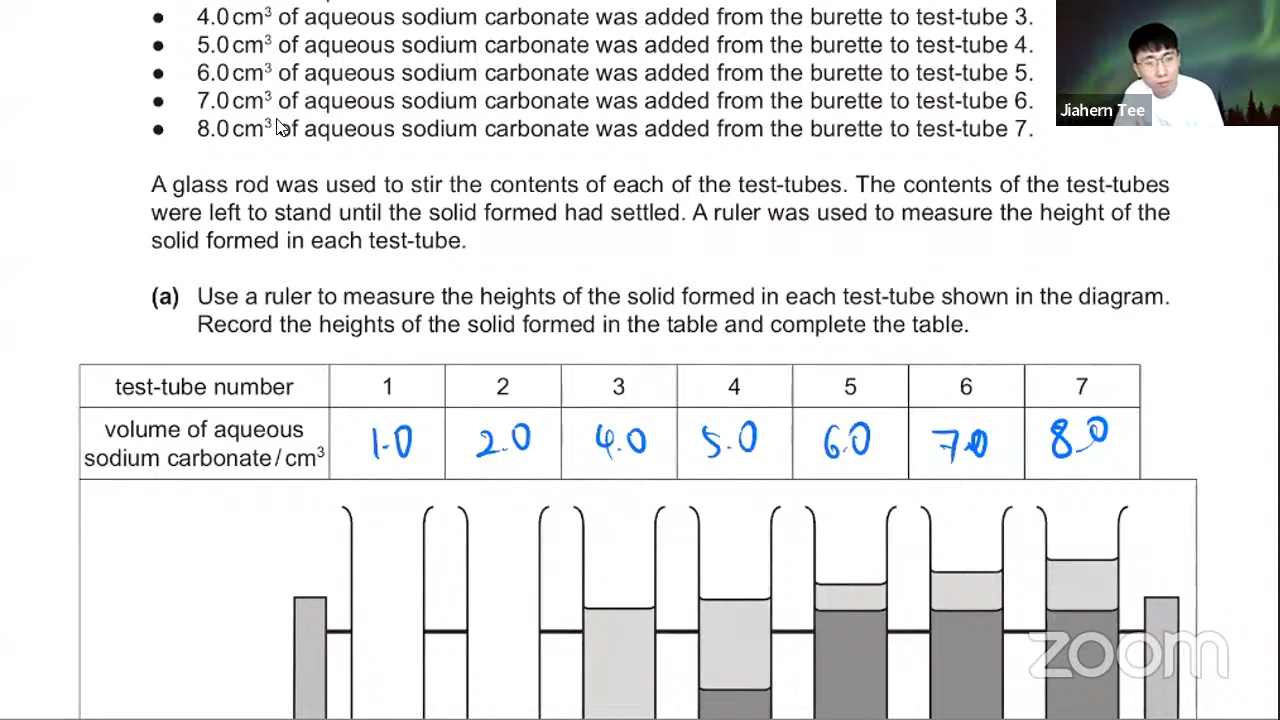 • 4.0 cm³ of aqueous sodium carbonate was added from the burette to test-tube 3.
• 5.0 cm³ of aqueous sodium carbonate was added from the burette to test-tube 4.
• 6.0 cm³ of aqueous sodium carbonate was added from the burette to test-tube 5.
• 7.0 cm³ of aqueous sodium carbonate was added from the burette to test-tube 6.
• 8.0 cm³ of aqueous sodium carbonate was added from the burette to test-tube 7.
Jiahern Tee
A glass rod was used to stir the contents of each of the test-tubes. The contents of the test-tubes
were left to stand until the solid formed had settled. A ruler was used to measure the height of the
solid formed in each test-tube.
(a) Use a ruler to measure the heights of the solid formed in each test-tube shown in the diagram.
Record the heights of the solid formed in the table and complete the table.
test-tube number 1 2 3 4 5 6 7
volume of aqueous
sodium carbonate / cm³ 1.0 2.0 4.0 5.0 6.0 7.0 8.0
zoom